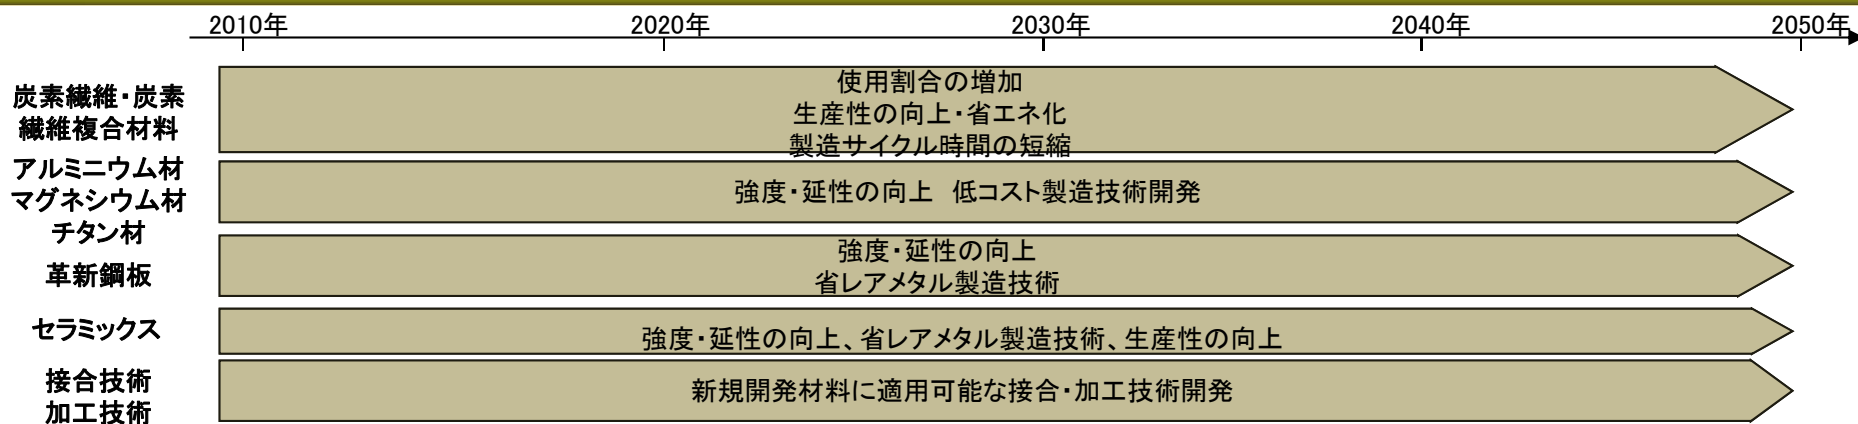 2010年 2020年 2030年 2040年 2050年
炭素繊維・炭素
繊維複合材料
使用割合の増加
生産性の向上・省エネ化
製造サイクル時間の短縮
アルミニウム材
マグネシウム材
チタン材
強度・延性の向上　低コスト製造技術開発
革新鋼板
強度・延性の向上
省レアメタル製造技術
セラミックス
強度・延性の向上、省レアメタル製造技術、生産性の向上
接合技術
加工技術
新規開発材料に適用可能な接合・加工技術開発